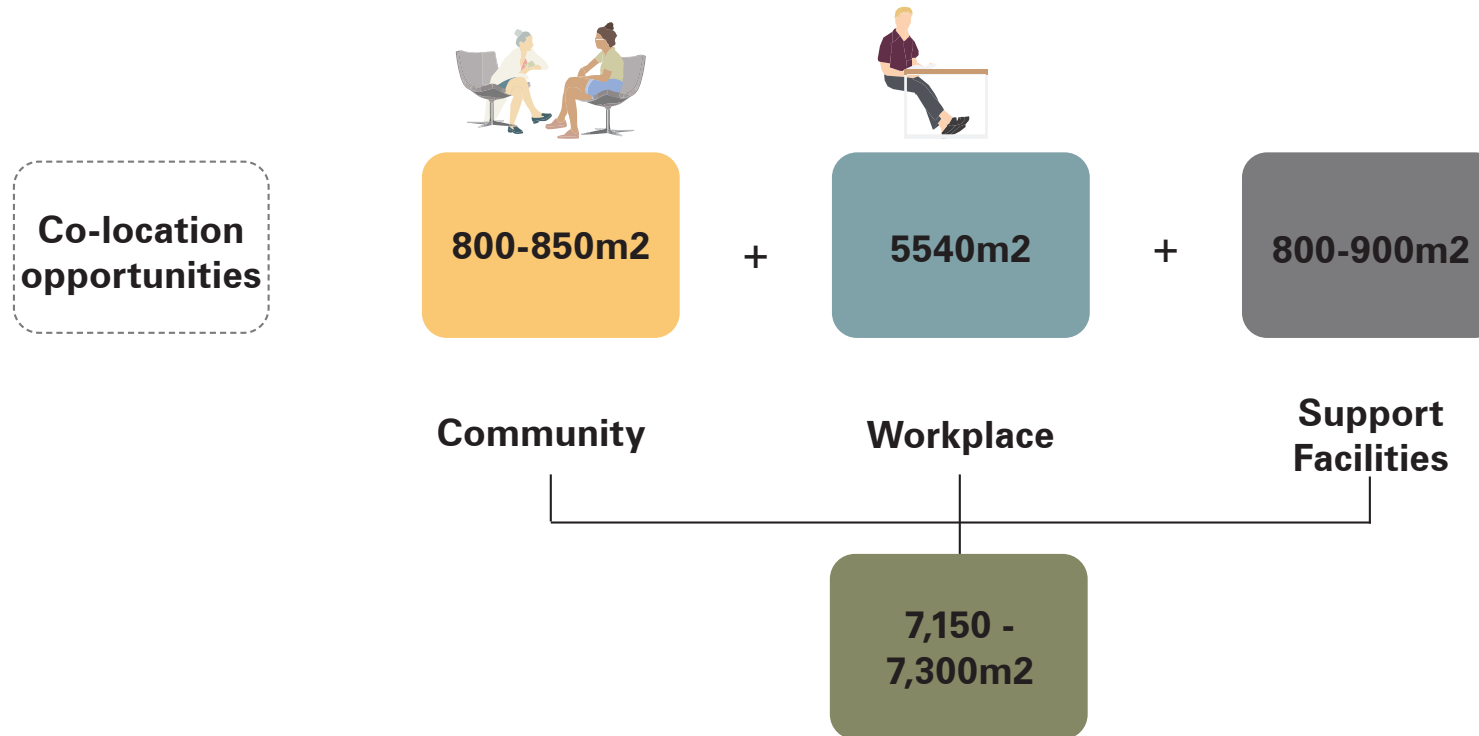 Co-location
opportunities
800-850m2
+
5540m2
+
800-900m2
Community
Workplace
Support
Facilities
7,150 -
7,300m2